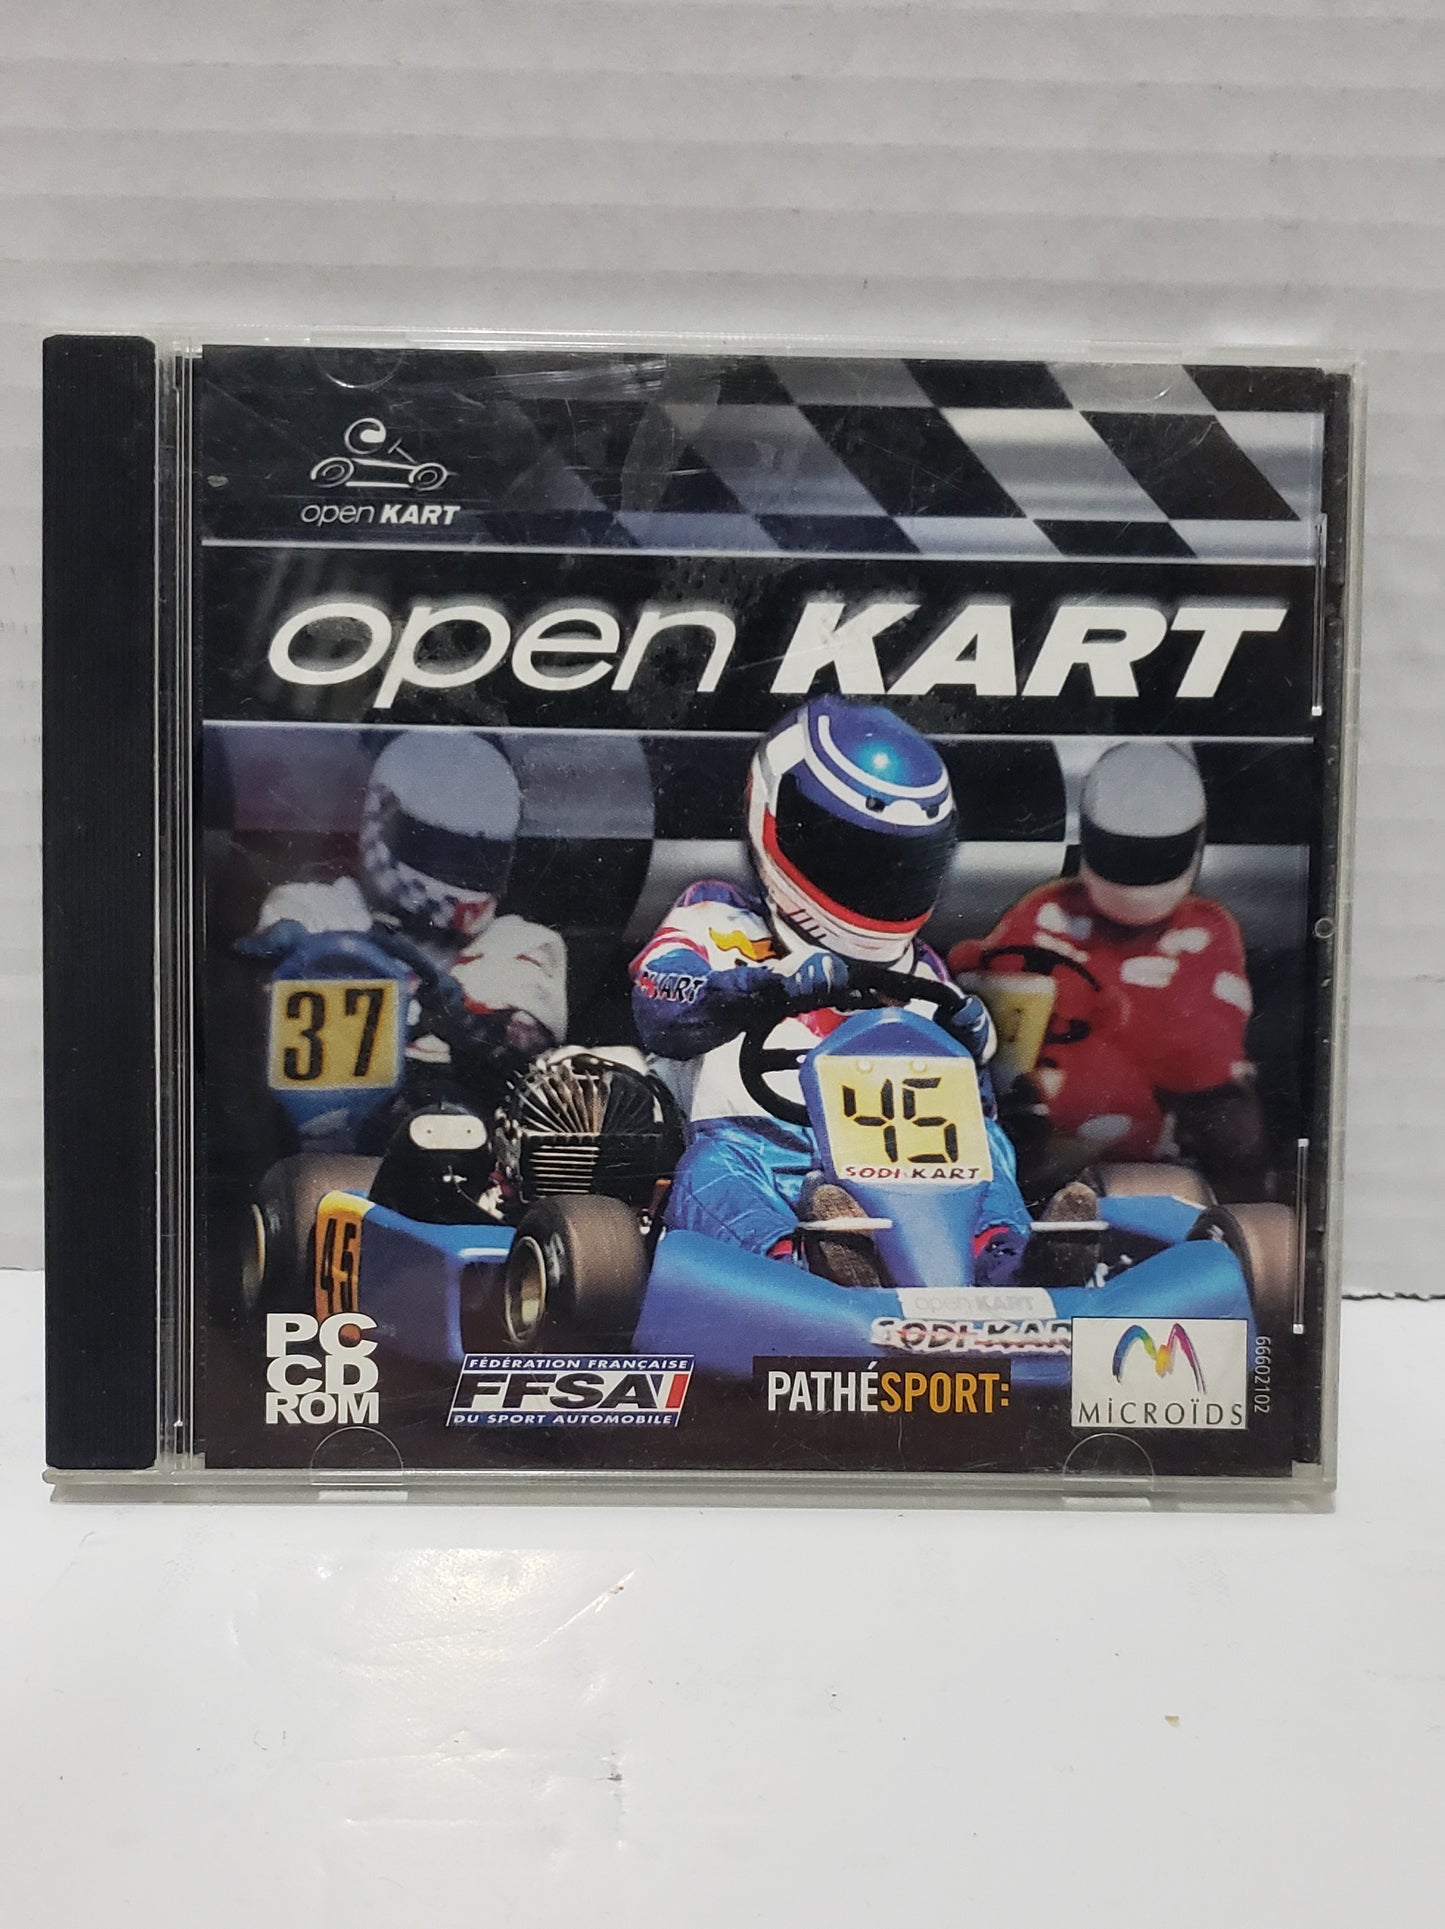 open KART
open KART
37
KART
45
SODI KART
45
open KART
SODI-KAR
PC
CD
ROM
FÉDÉRATION FRANÇAISE
FFSA
DU SPORT AUTOMOBILE
PATHÉSPORT:
MiCROÏDS
66602102